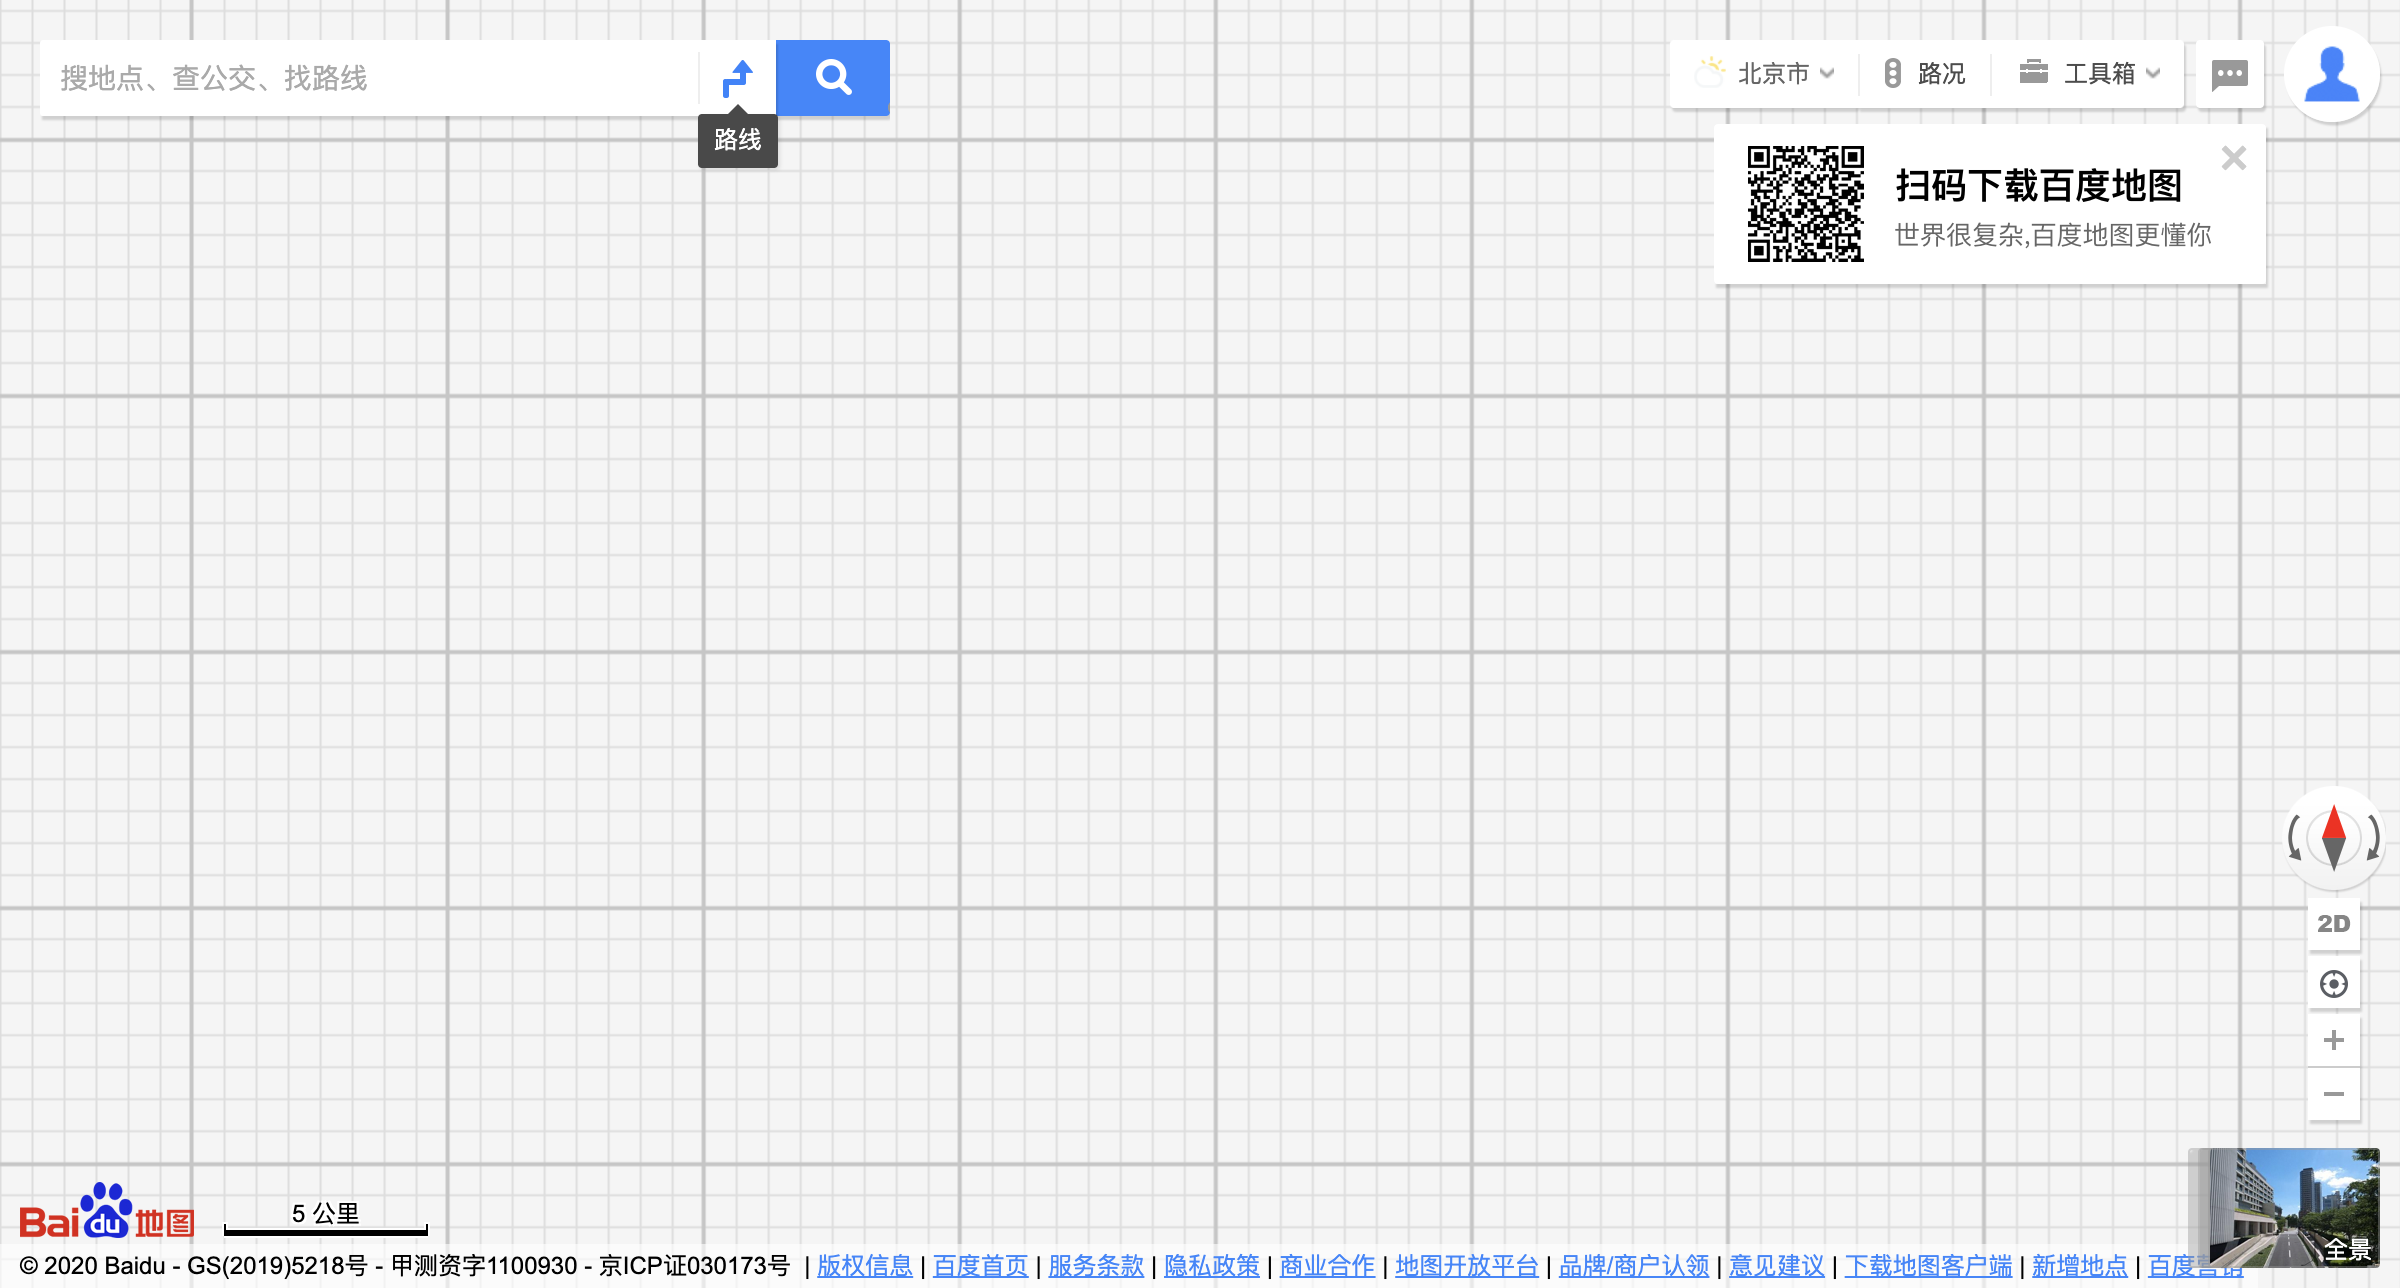 搜地点、查公交、找路线
路线
北京市
路况
工具箱
扫码下载百度地图
世界很复杂,百度地图更懂你
2D
全景
Bai du 地图
5 公里
© 2020 Baidu - GS(2019)5218号 - 甲测资字1100930 - 京ICP证030173号 | 版权信息 | 百度首页 | 服务条款 | 隐私政策 | 商业合作 | 地图开放平台 | 品牌/商户认领 | 意见建议 | 下载地图客户端 | 新增地点 | 百度